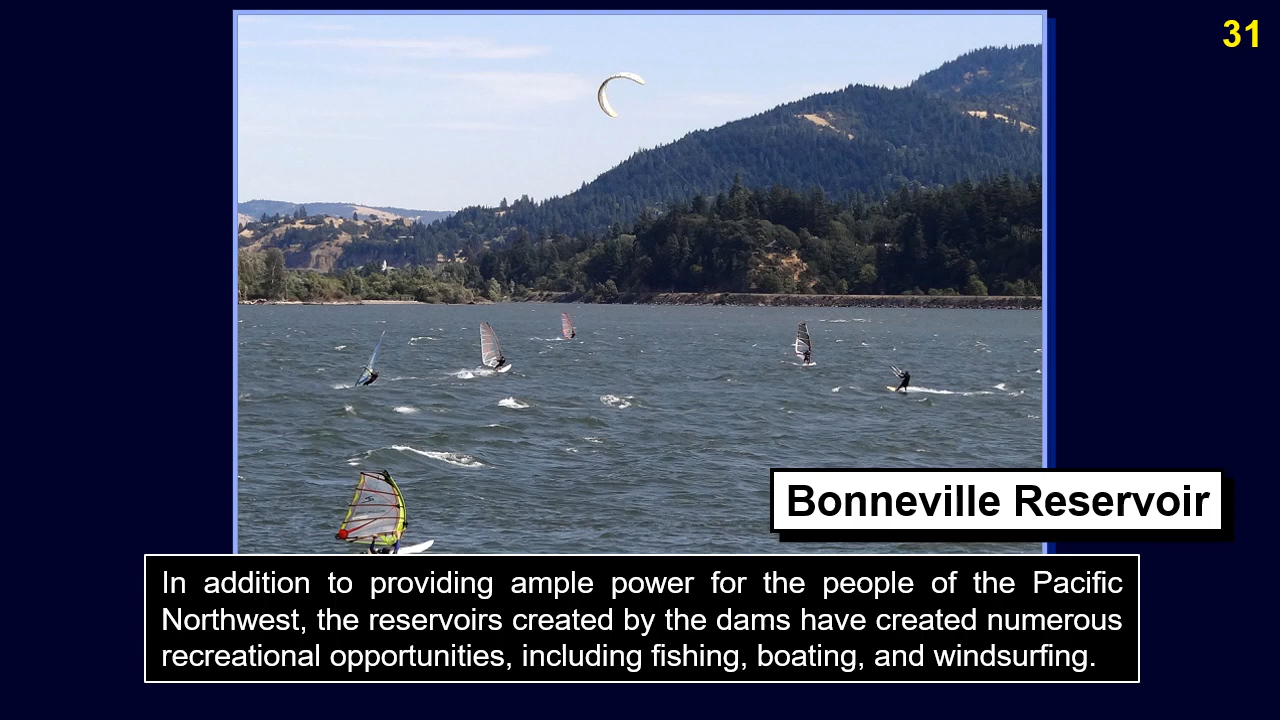 31
Bonneville Reservoir
In addition to providing ample power for the people of the Pacific
Northwest, the reservoirs created by the dams have created numerous
recreational opportunities, including fishing, boating, and windsurfing.